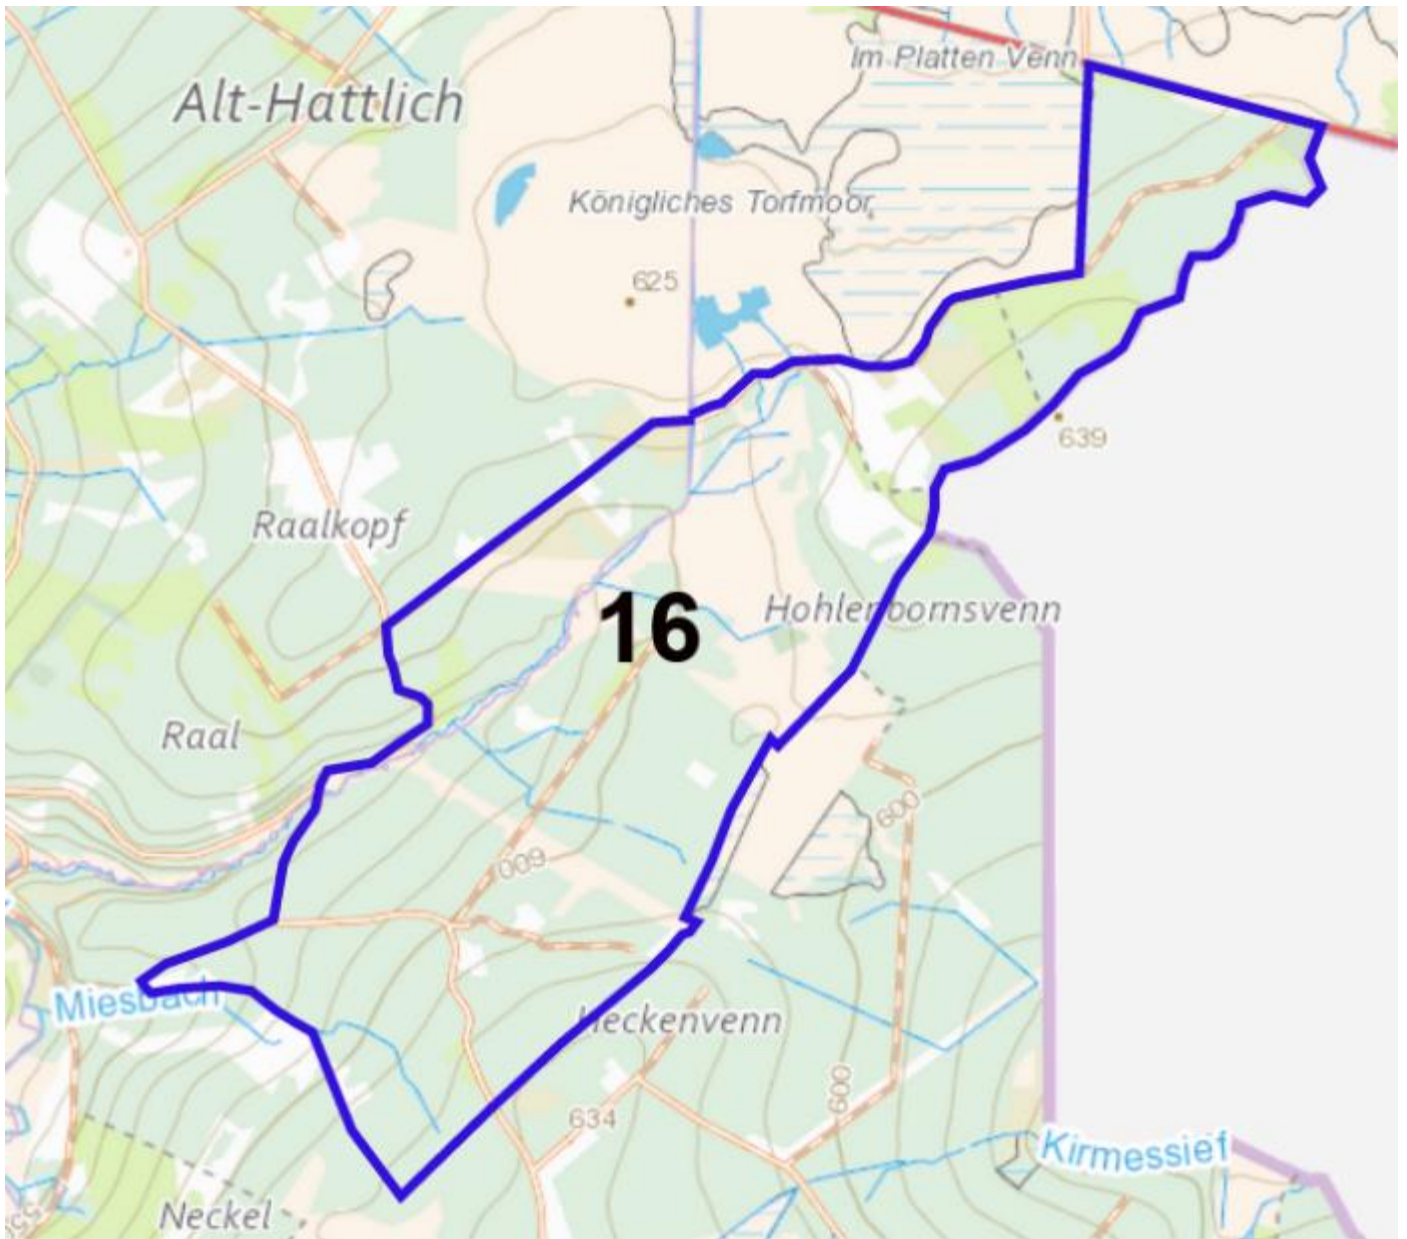 Im Platten Venn
Alt-Hattlich
Königliches Torfmoor
625
639
Raalkopf
16
Hohlenbornsvenn
Raal
600
600
Miesbach
Heckenvenn
600
634
Kirmessief
Neckel